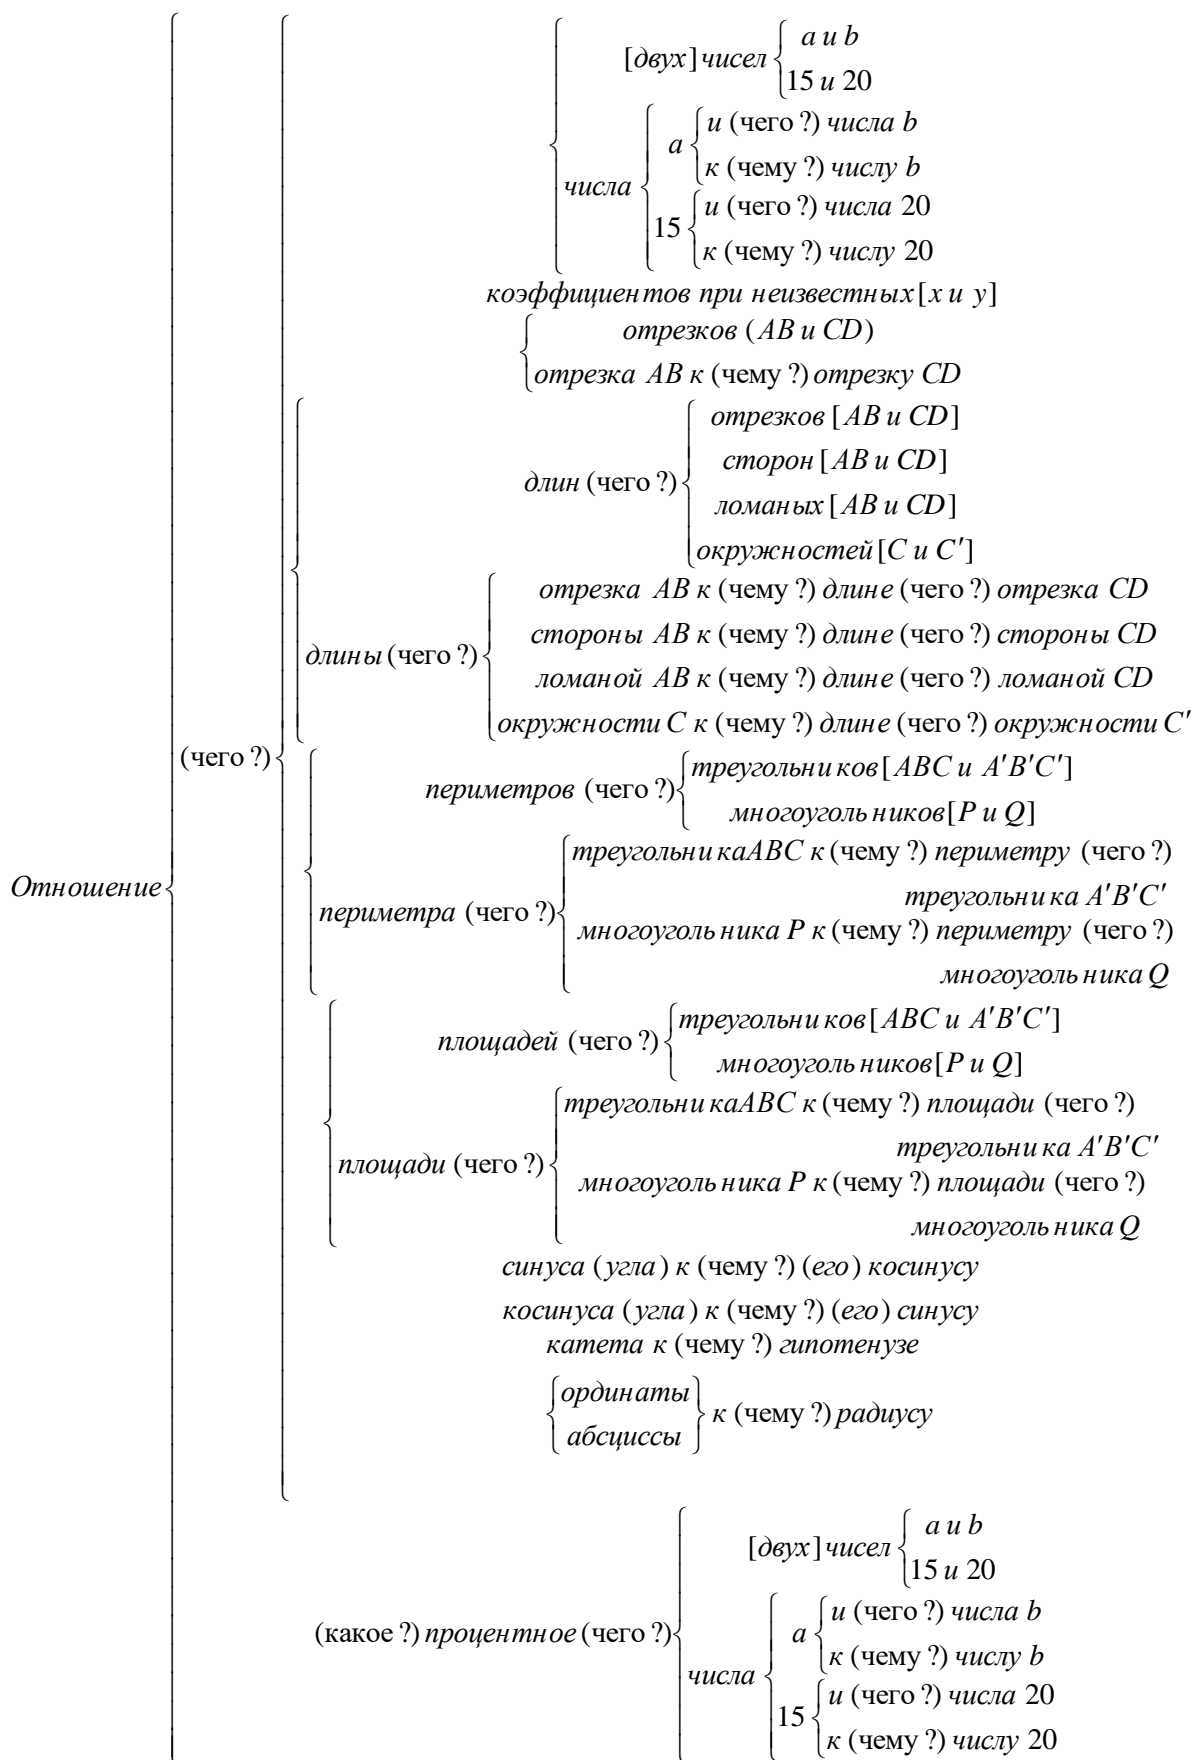 [двух] чисел a и b
15 и 20
числа a и (чего ?) числа b
к (чему ?) числу b
15 и (чего ?) числа 20
к (чему ?) числу 20
коэффициентов при неизвестных [x и y]
отрезков (AB и CD)
отрезка AB к (чему ?) отрезку CD
длин (чего ?) отрезков [AB и CD]
сторон [AB и CD]
ломаных [AB и CD]
окружностей [C и C′]
длины (чего ?) отрезка AB к (чему ?) длине (чего ?) отрезка CD
стороны AB к (чему ?) длине (чего ?) стороны CD
ломаной AB к (чему ?) длине (чего ?) ломаной CD
окружности C к (чему ?) длине (чего ?) окружности C′
Отношение (чего ?)
периметров (чего ?) треугольников [ABC и A′B′C′]
многоугольников [P и Q]
периметра (чего ?) треугольника ABC к (чему ?) периметру (чего ?)
треугольника A′B′C′
многоугольника P к (чему ?) периметру (чего ?)
многоугольника Q
площадей (чего ?) треугольников [ABC и A′B′C′]
многоугольников [P и Q]
площади (чего ?) треугольника ABC к (чему ?) площади (чего ?)
треугольника A′B′C′
многоугольника P к (чему ?) площади (чего ?)
многоугольника Q
синуса (угла) к (чему ?) (его) косинусу
косинуса (угла) к (чему ?) (его) синусу
катета к (чему ?) гипотенузе
ординаты
абсциссы к (чему ?) радиусу
(какое ?) процентное (чего ?) [двух] чисел a и b
15 и 20
числа a и (чего ?) числа b
к (чему ?) числу b
15 и (чего ?) числа 20
к (чему ?) числу 20